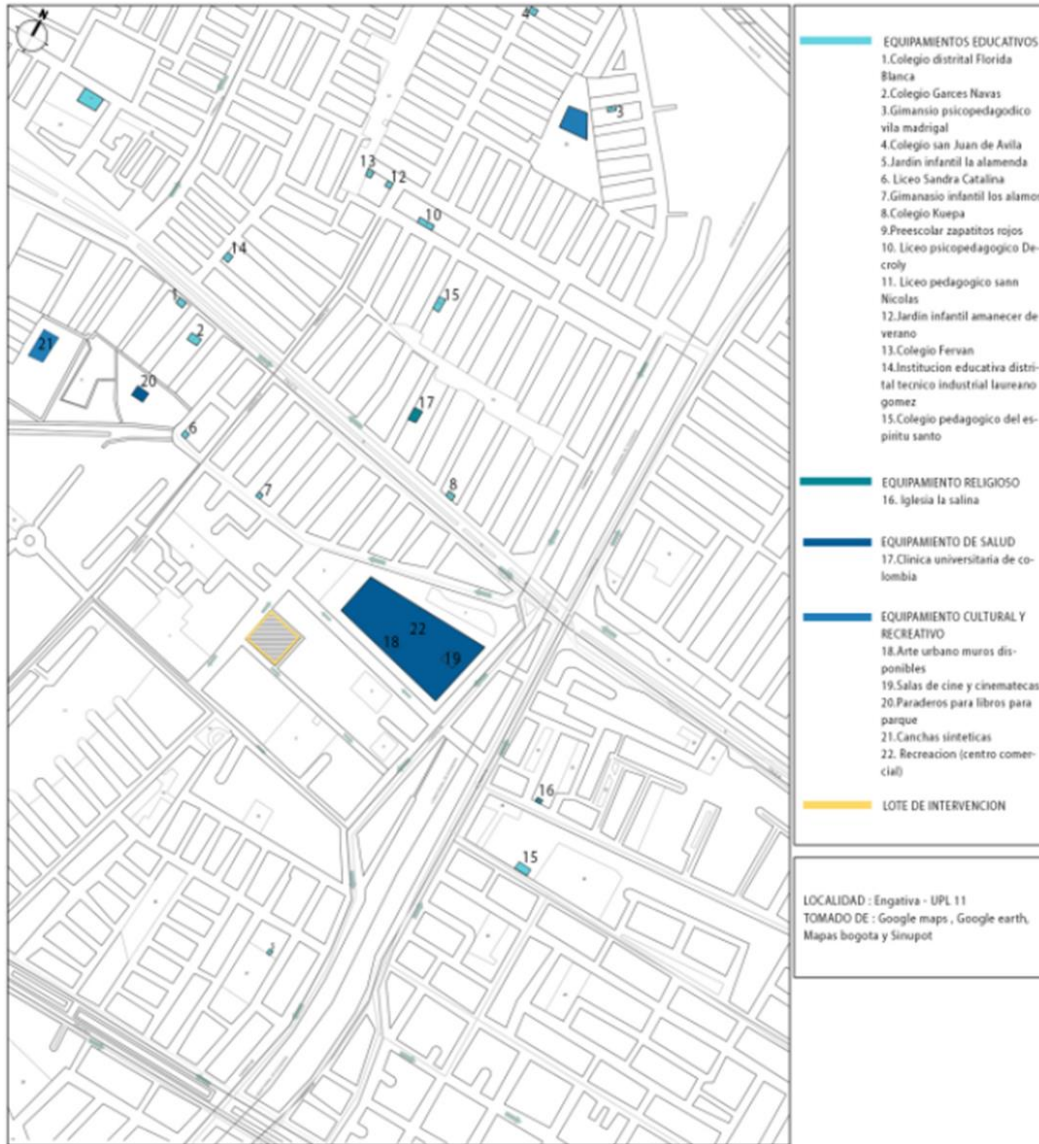 N
4
3
13
12
10
14
15
1
2
21
20
17
6
8
7
22
18
19
16
15
EQUIPAMIENTOS EDUCATIVOS
1.Colegio distrital Florida
Blanca
2.Colegio Garces Navas
3.Gimansio psicopedagodico
vila madrigal
4.Colegio san Juan de Avila
5.Jardin infantil la alamenda
6. Liceo Sandra Catalina
7.Gimanasio infantil los alamos
8.Colegio Kuepa
9.Preescolar zapatitos rojos
10. Liceo psicopedagogico De-
croly
11. Liceo pedagogico sann
Nicolas
12.Jardin infantil amanecer de
verano
13.Colegio Fervan
14.Institucion educativa distri-
tal tecnico industrial laureano
gomez
15.Colegio pedagogico del es-
piritu santo
EQUIPAMIENTO RELIGIOSO
16. Iglesia la salina
EQUIPAMIENTO DE SALUD
17.Clinica universitaria de co-
lombia
EQUIPAMIENTO CULTURAL Y
RECREATIVO
18.Arte urbano muros dis-
ponibles
19.Salas de cine y cinematecas
20.Paraderos para libros para
parque
21.Canchas sinteticas
22. Recreacion (centro comer-
cial)
LOTE DE INTERVENCION
LOCALIDAD : Engativa - UPL 11
TOMADO DE : Google maps , Google earth,
Mapas bogota y Sinupot